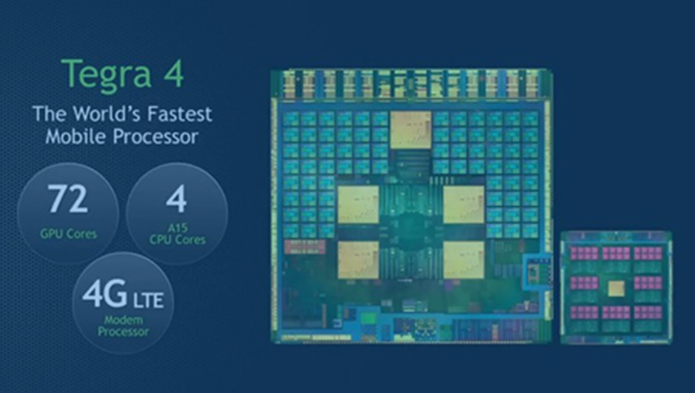 Tegra 4
The World's Fastest
Mobile Processor
72
GPU Cores
4
A15
CPU Cores
4G LTE
Modem
Processor